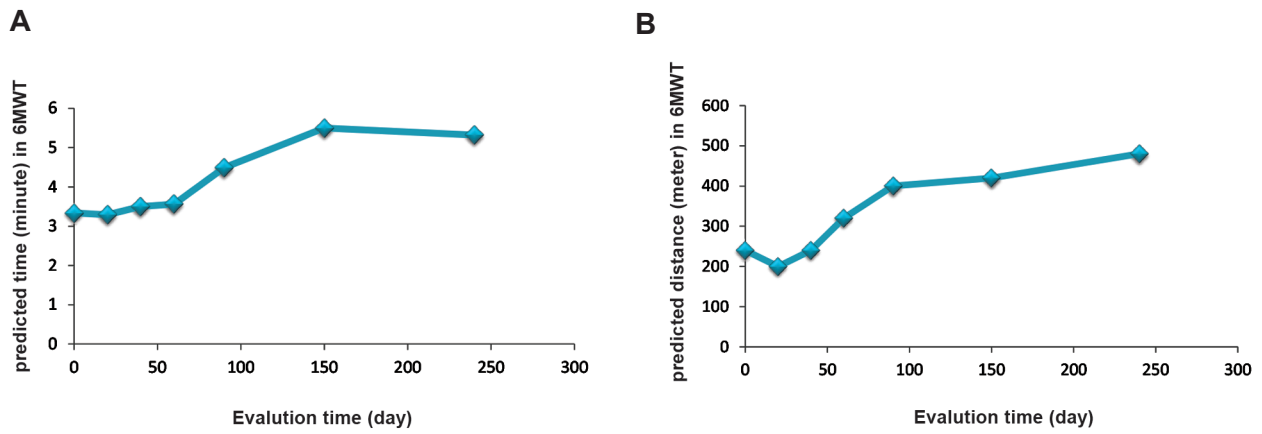 A
predicted time (minute) in 6MWT
6
5
4
3
2
1
0
0 50 100 150 200 250 300
Evalution time (day)
B
predicted distance (meter) in 6MWT
600
500
400
300
200
100
0
0 50 100 150 200 250 300
Evalution time (day)